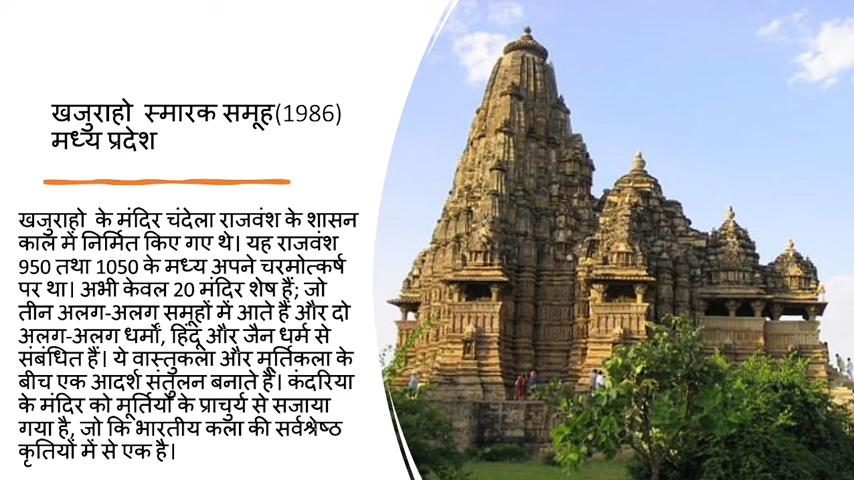 खजुराहो स्मारक समूह(1986)
मध्य प्रदेश
खजुराहो के मंदिर चंदेला राजवंश के शासन
काल में निर्मित किए गए थे। यह राजवंश
950 तथा 1050 के मध्य अपने चरमोत्कर्ष
पर था। अभी केवल 20 मंदिर शेष हैं; जो
तीन अलग-अलग समूहों में आते हैं और दो
अलग-अलग धर्मों, हिंदू और जैन धर्म से
संबंधित हैं। ये वास्तुकला और मूर्तिकला के
बीच एक आदर्श संतुलन बनाते हैं। कंदरिया
के मंदिर को मूर्तियों के प्राचुर्य से सजाया
गया है, जो कि भारतीय कला की सर्वश्रेष्ठ
कृतियों में से एक है।